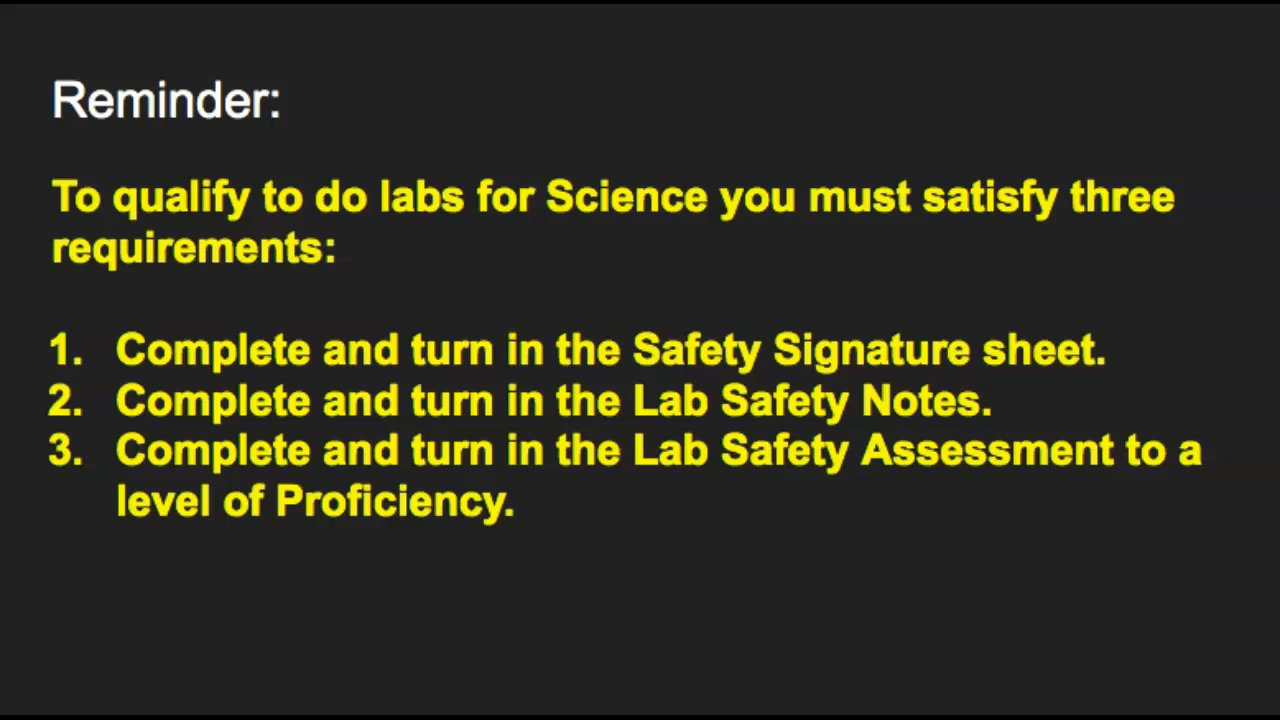 Reminder:
To qualify to do labs for Science you must satisfy three
requirements:
1. Complete and turn in the Safety Signature sheet.
2. Complete and turn in the Lab Safety Notes.
3. Complete and turn in the Lab Safety Assessment to a
level of Proficiency.